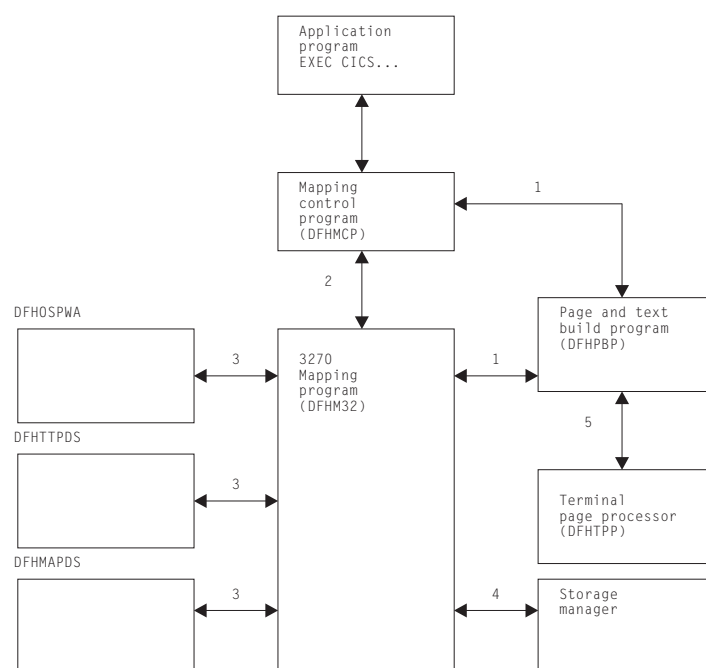 Application
program
EXEC CICS...
Mapping
control
program
(DFHMCP)
1
2
DFHOSPWA
Page and text
build program
(DFHPBP)
3
3270
Mapping
program
(DFHM32)
1
5
DFHTTPDS
3
Terminal
page processor
(DFHTPP)
DFHMAPDS
3
4
Storage
manager